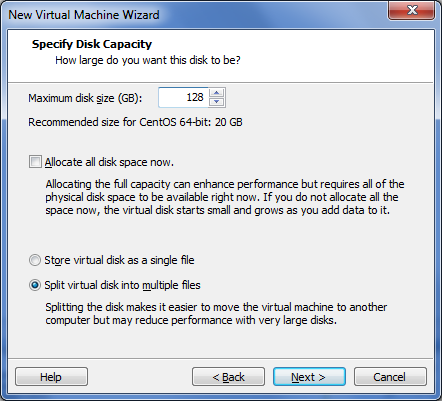 New Virtual Machine Wizard
Specify Disk Capacity
How large do you want this disk to be?
Maximum disk size (GB): 128
Recommended size for CentOS 64-bit: 20 GB
Allocate all disk space now.
Allocating the full capacity can enhance performance but requires all of the
physical disk space to be available right now. If you do not allocate all the
space now, the virtual disk starts small and grows as you add data to it.
Store virtual disk as a single file
Split virtual disk into multiple files
Splitting the disk makes it easier to move the virtual machine to another
computer but may reduce performance with very large disks.
Help < Back Next > Cancel